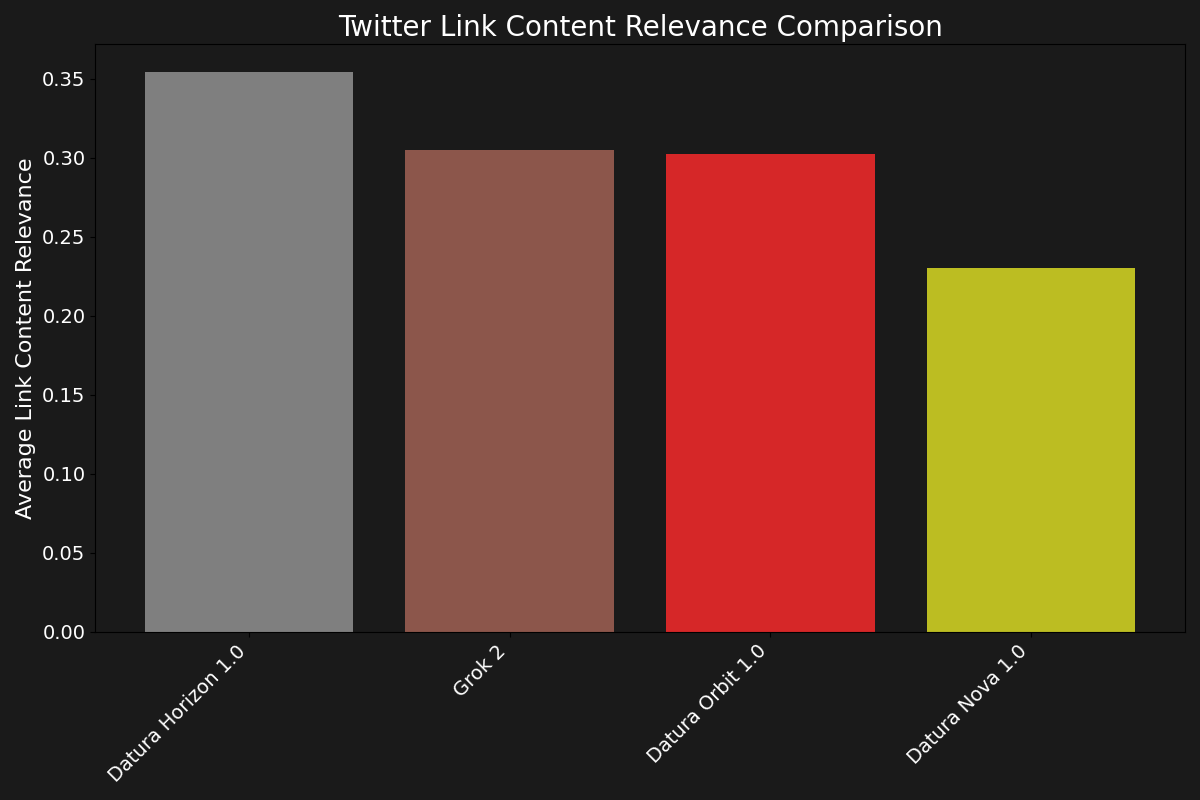 Twitter Link Content Relevance Comparison
Average Link Content Relevance
0.35
0.30
0.25
0.20
0.15
0.10
0.05
0.00
Datura Horizon 1.0
Grok 2
Datura Orbit 1.0
Datura Nova 1.0